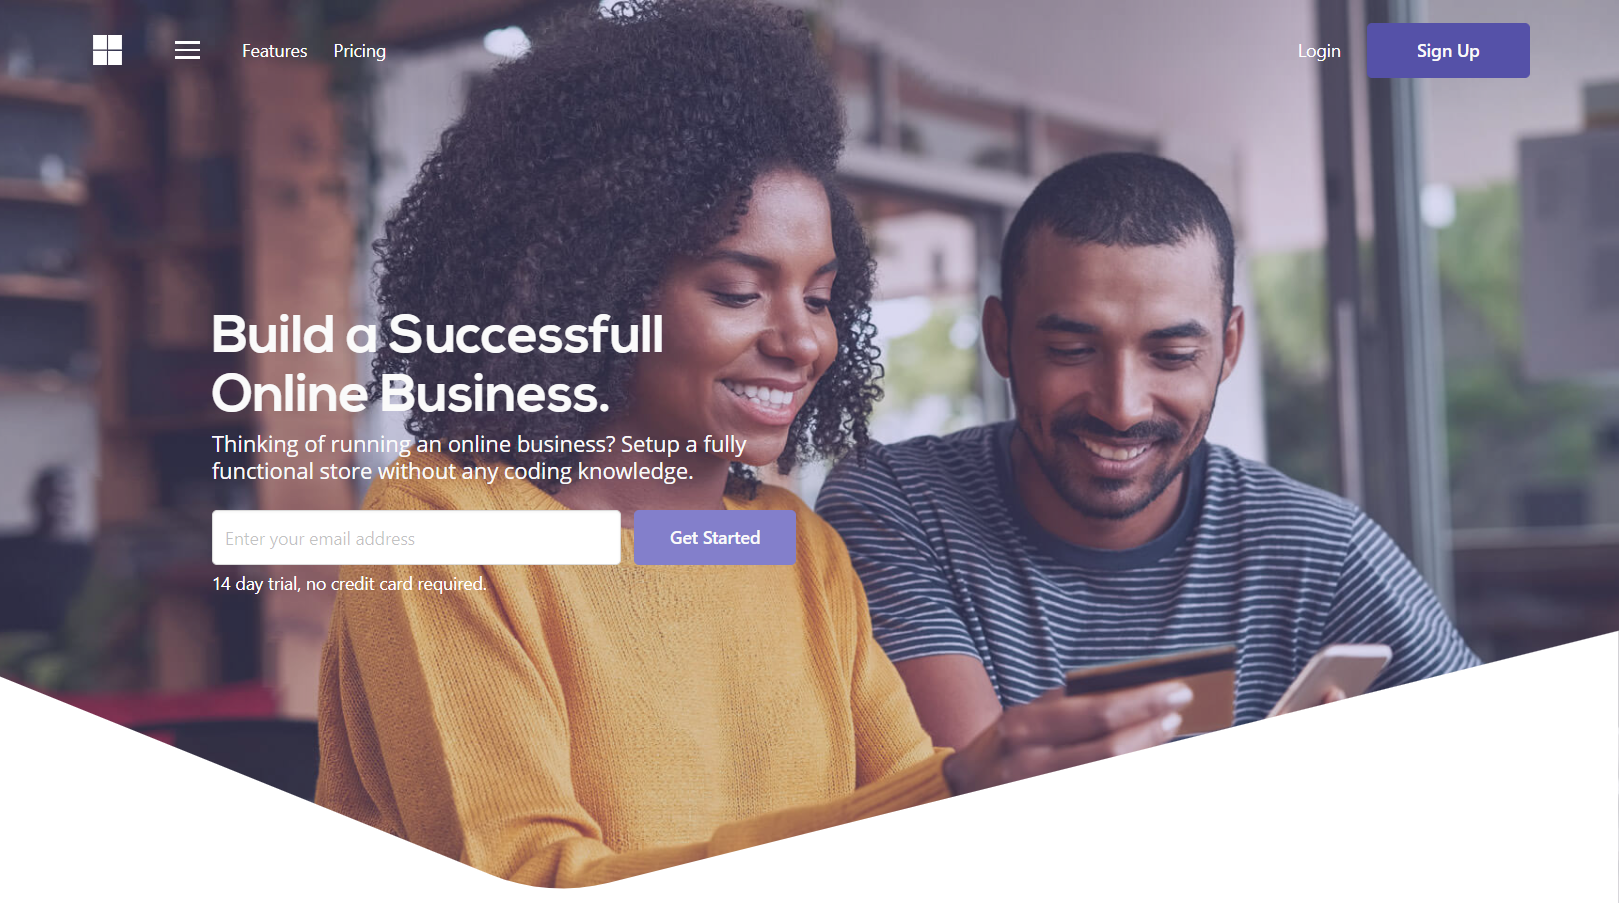 Features Pricing Login Sign Up
Build a Successfull
Online Business.
Thinking of running an online business? Setup a fully
functional store without any coding knowledge.
Enter your email address Get Started
14 day trial, no credit card required.